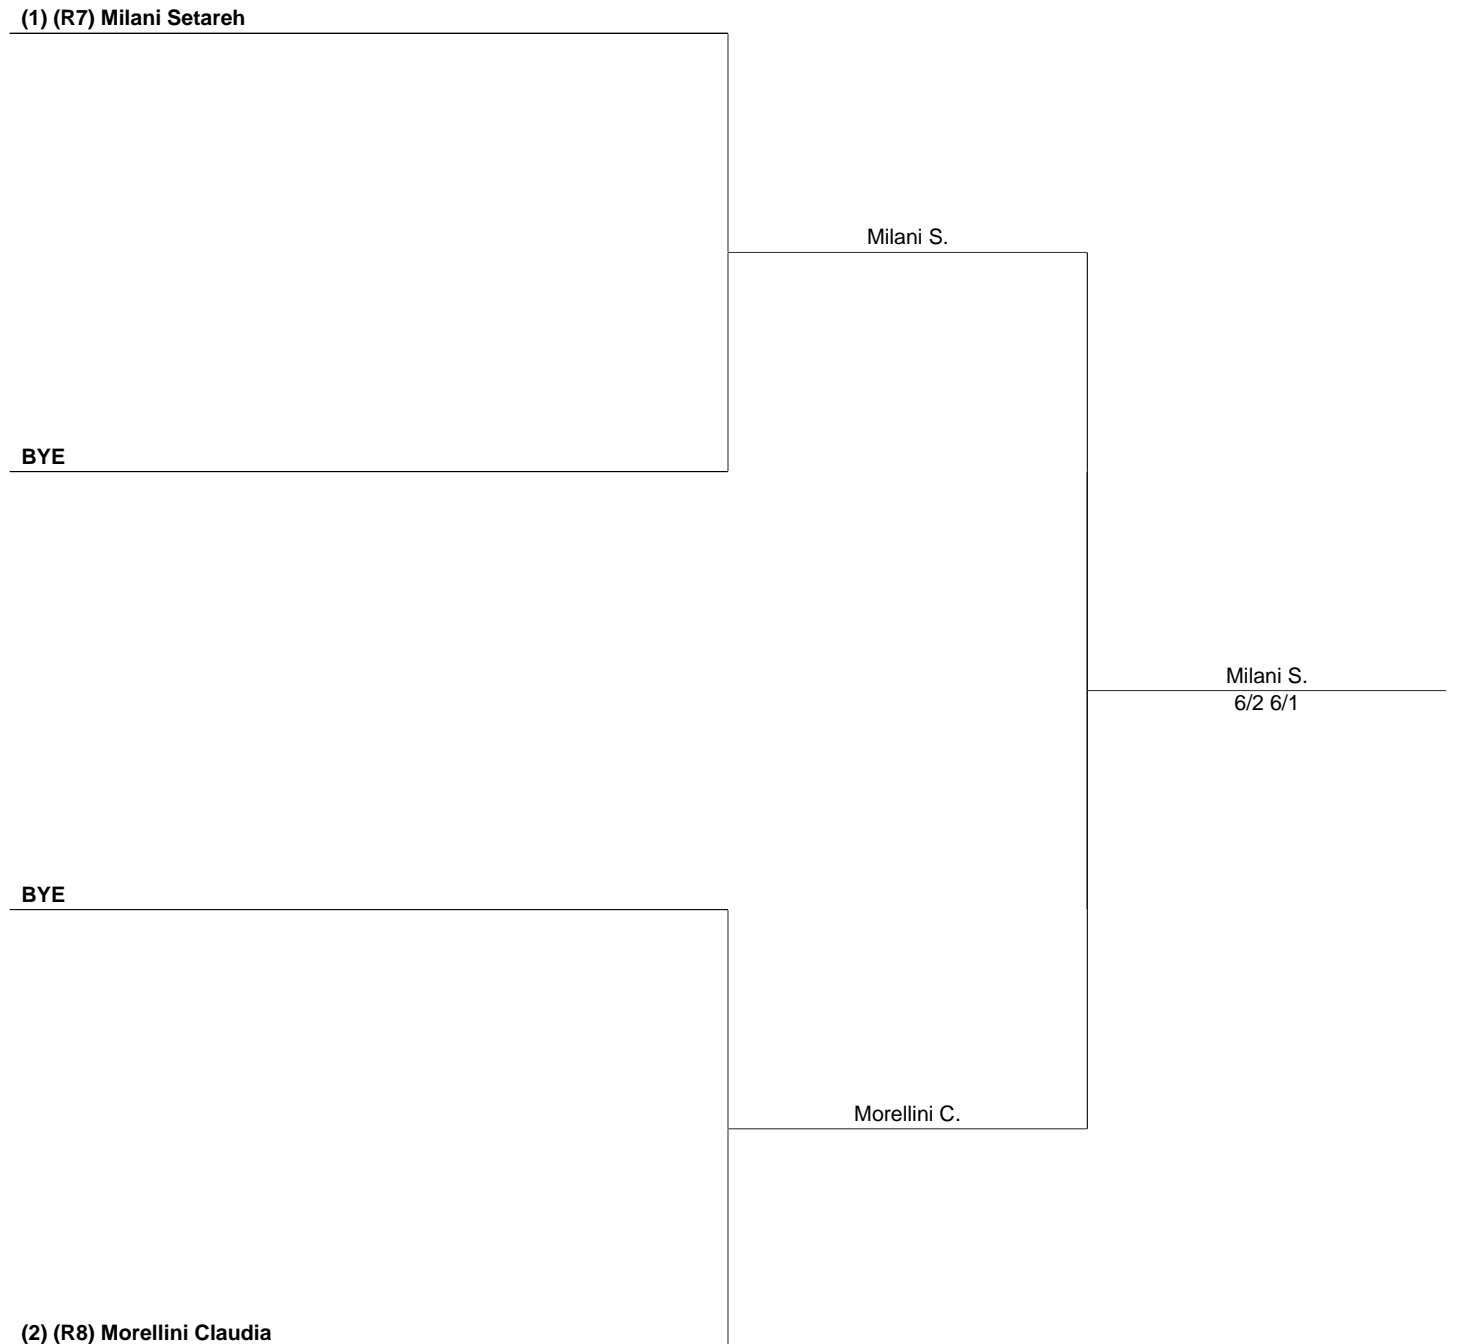 (1) (R7) Milani Setareh
Milani S.
BYE
Milani S.
6/2 6/1
BYE
Morellini C.
(2) (R8) Morellini Claudia